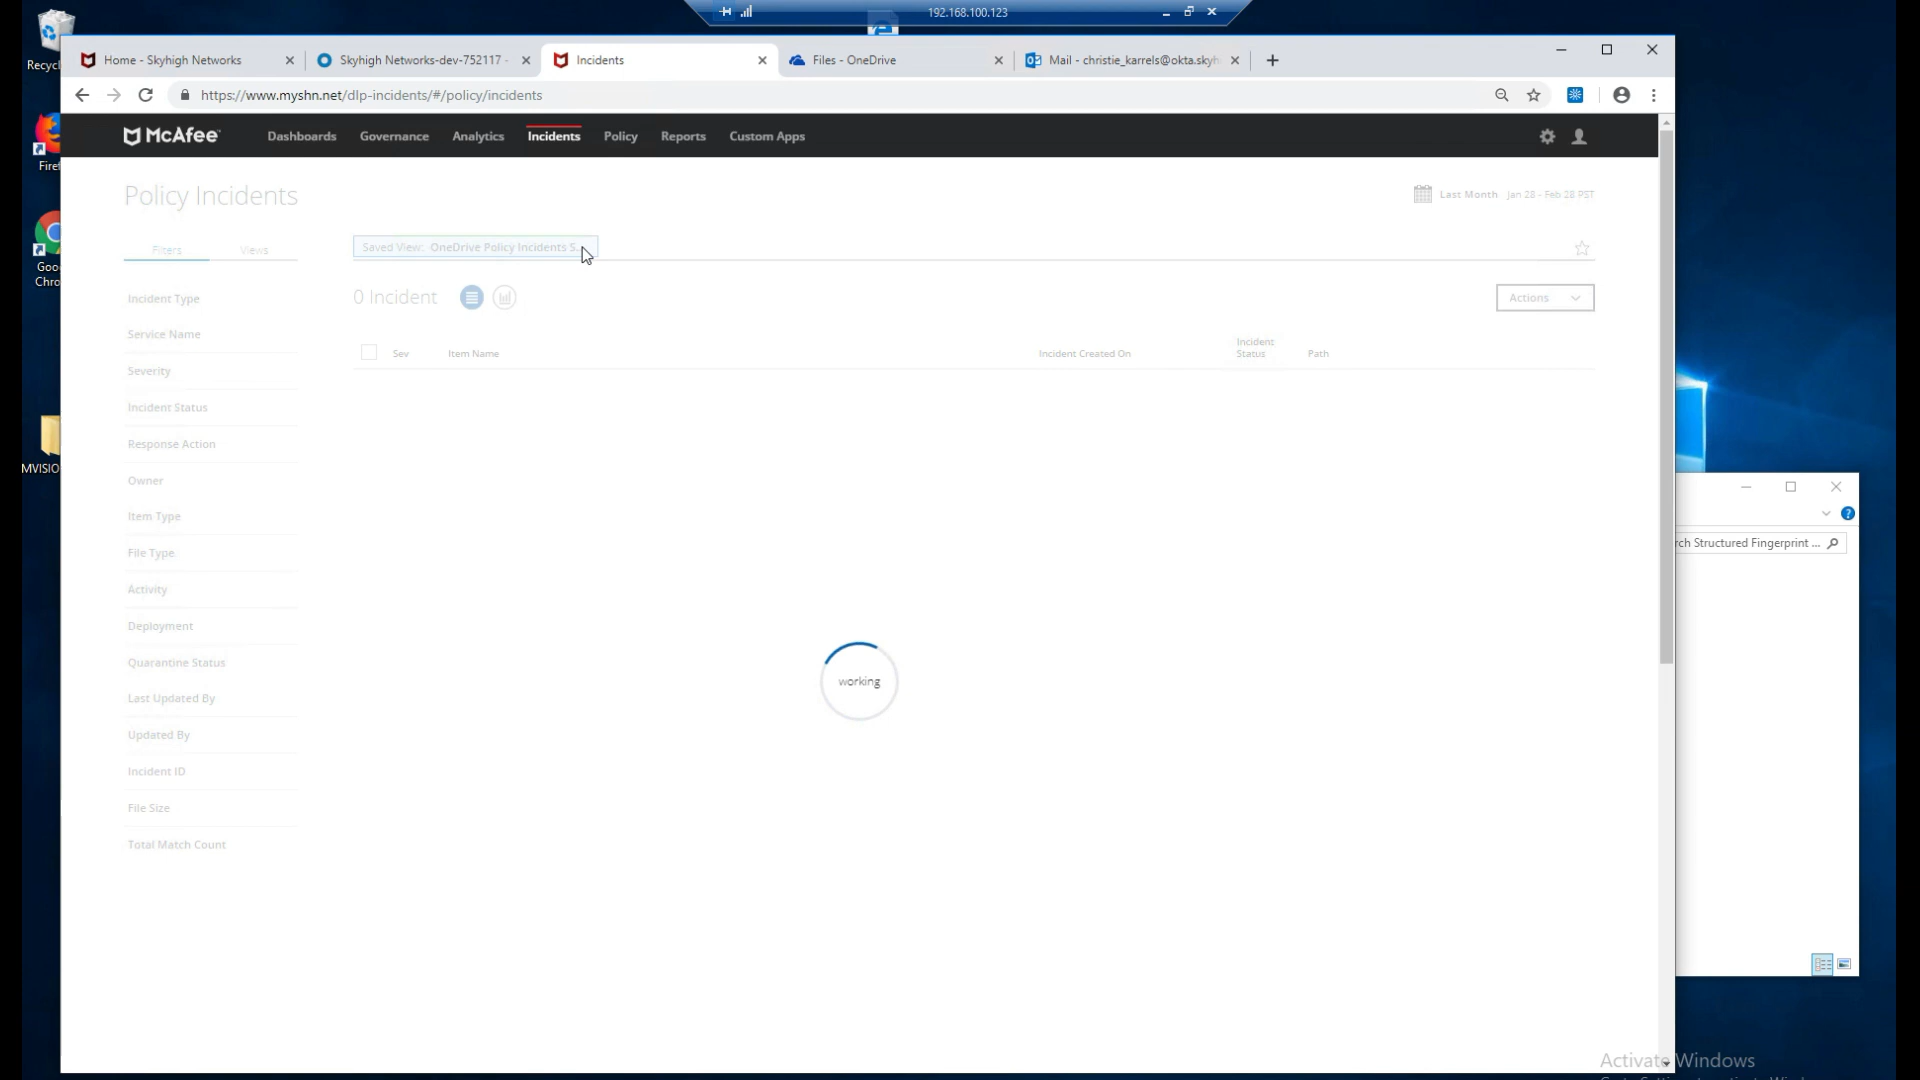 192.168.100.123
Recyc
Home - Skyhigh Networks
Skyhigh Networks-dev-752117 -
Incidents
Files - OneDrive
Mail - christie_karrels@okta.skyh
https://www.myshn.net/dlp-incidents/#/policy/incidents
McAfee
Dashboards
Governance
Analytics
Incidents
Policy
Reports
Custom Apps
Firef
Policy Incidents
Last Month Jan 28 - Feb 28 PST
Filters
Views
Saved View: OneDrive Policy Incidents S...
Goo
Chro
0 Incident
Actions
Sev
Item Name
Incident Created On
Incident
Status
Path
Incident Type
Service Name
Severity
Incident Status
Response Action
MVISIO
Owner
Item Type
File Type
Activity
Deployment
Quarantine Status
Last Updated By
Updated By
Incident ID
File Size
Total Match Count
working
rch Structured Fingerprint ...
Activate Windows